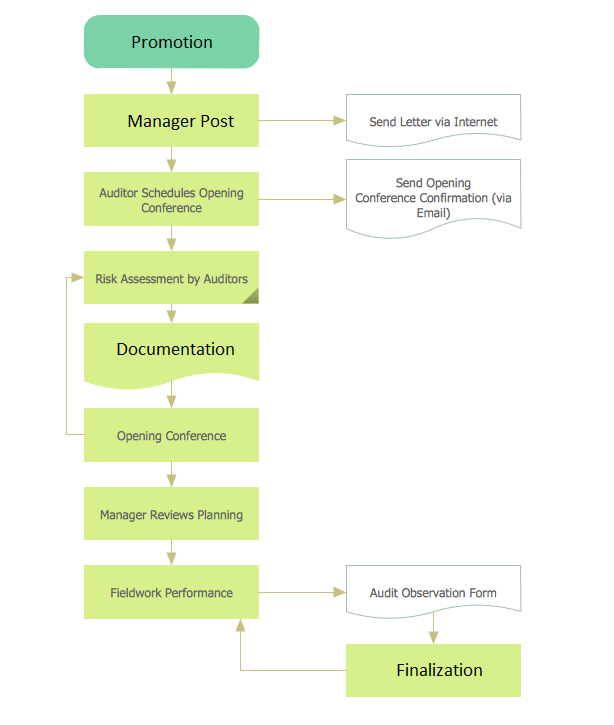 Promotion
Manager Post
Send Letter via Internet
Auditor Schedules Opening
Conference
Send Opening
Conference Confirmation (via
Email)
Risk Assessment by Auditors
Documentation
Opening Conference
Manager Reviews Planning
Fieldwork Performance
Audit Observation Form
Finalization